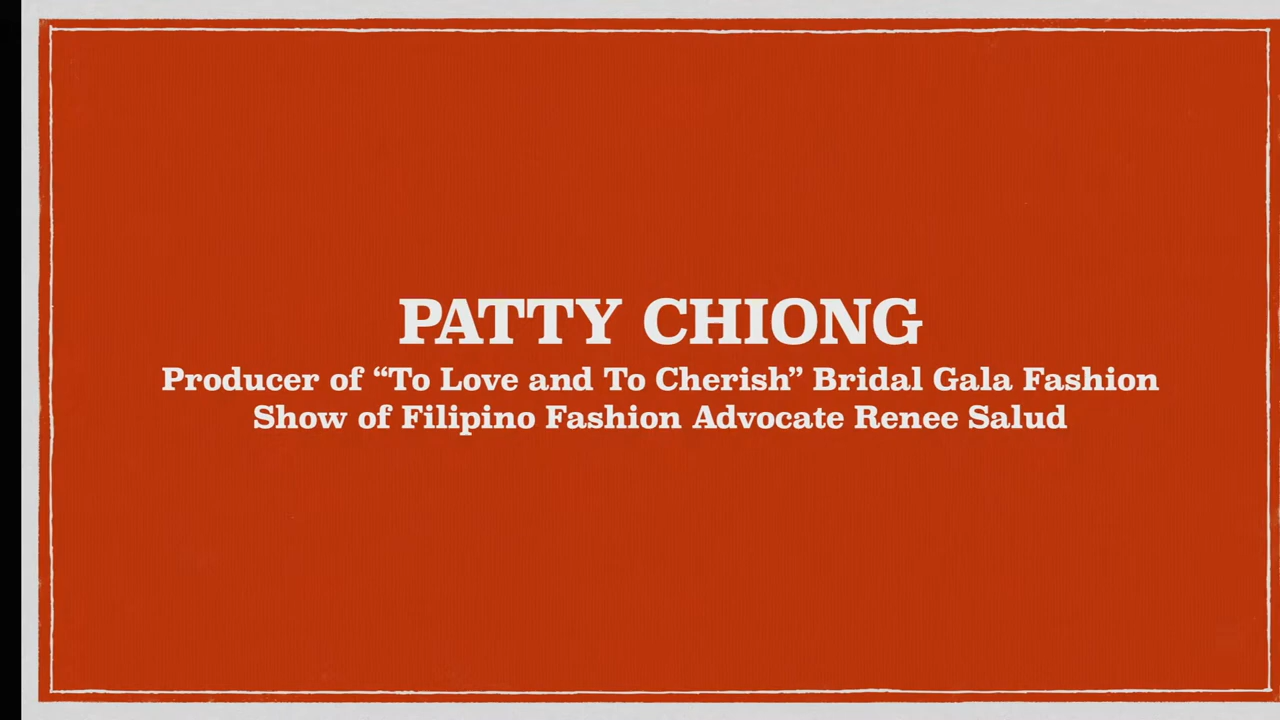 PATTY CHIONG
Producer of “To Love and To Cherish” Bridal Gala Fashion
Show of Filipino Fashion Advocate Renee Salud